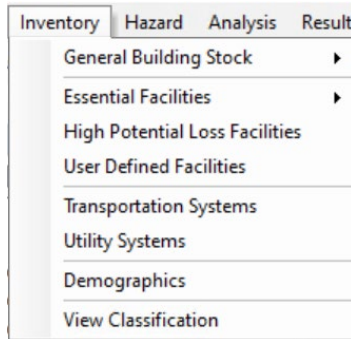 Inventory Hazard Analysis Result
General Building Stock
Essential Facilities
High Potential Loss Facilities
User Defined Facilities
Transportation Systems
Utility Systems
Demographics
View Classification